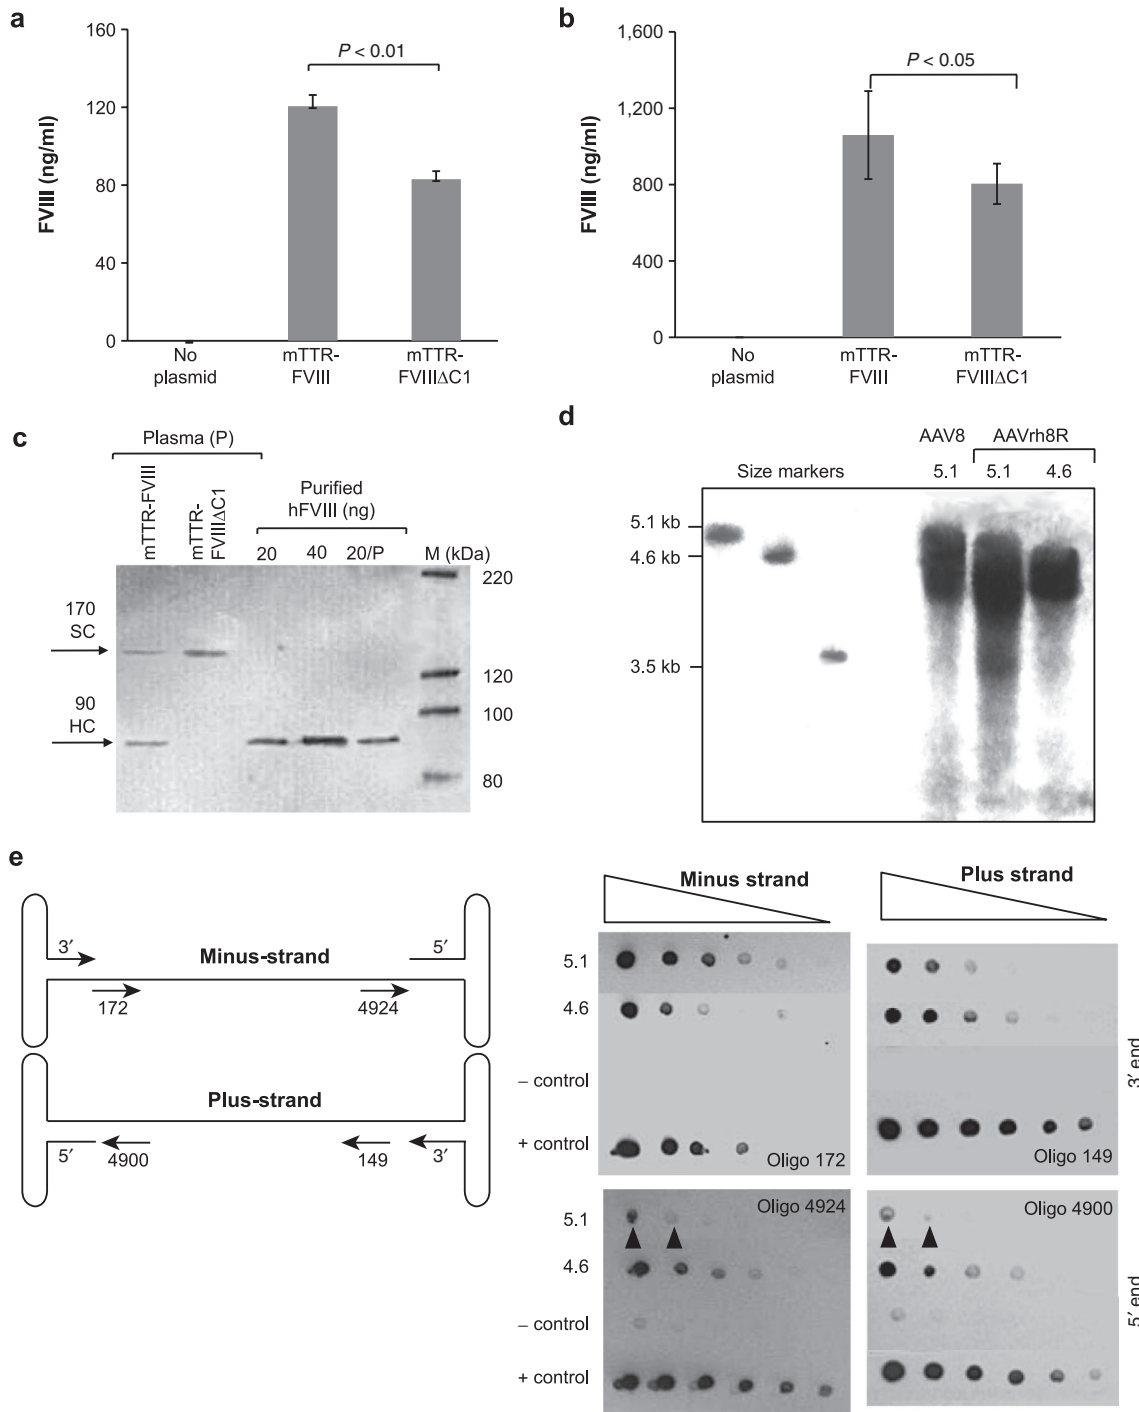 a
160
120
80
40
0
FVIII (ng/ml)
P < 0.01
No plasmid
mTTR-FVIII
mTTR-FVIIIΔC1
b
1,600
1,200
800
400
0
FVIII (ng/ml)
P < 0.05
No plasmid
mTTR-FVIII
mTTR-FVIIIΔC1
c
Plasma (P)
mTTR-FVIII
mTTR-FVIIIΔC1
Purified
hFVIII (ng)
20 40 20/P
M (kDa)
170
SC
90
HC
220
120
100
80
d
Size markers
AAV8
AAVrh8R
5.1 5.1 4.6
5.1 kb
4.6 kb
3.5 kb
e
3′ 5′
Minus-strand
172 4924
Plus-strand
5′ 4900 149 3′
Minus strand
Plus strand
5.1
4.6
– control
+ control
Oligo 172
Oligo 149
3′ end
5.1
4.6
– control
+ control
Oligo 4924
Oligo 4900
5′ end